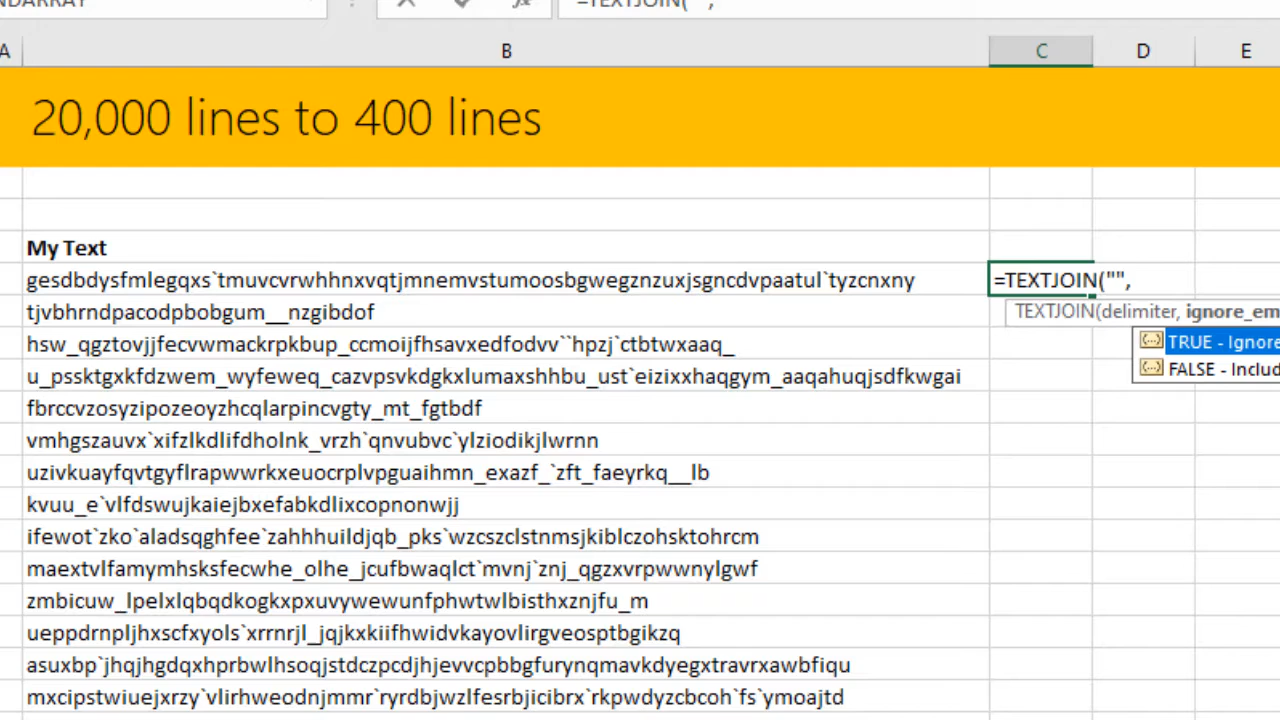 =TEXTJOIN("",
A B C D E
20,000 lines to 400 lines
My Text
gesdbdysfmlegqxs`tmuvcvrwhhnxvqtjmnemvstumoosbgwegznzuxjsgncdvpaatul`tyzcnxny =TEXTJOIN("",
tjvbhrndpacodpbobgum__nzgibdof TEXTJOIN(delimiter, ignore_em
hsw_qgztovjjfecvwmackrpkbup_ccmoijfhsavxedfodvv``hpzj`ctbtwxaaq_ TRUE - Ignore
u_pssktgxkfdzwem_wyfeweq_cazvpsvkdgkxlumaxshhbu_ust`eizixxhaqgym_aaqahuqjsdfkwgai FALSE - Includ
fbrccvzosyzipozeoyzhcqlarpincvgty_mt_fgtbdf
vmhgszauvx`xifzlkdlifdholnk_vrzh`qnvubvc`ylziodikjlwrnn
uzivkuayfqvtgyflrapwwrkxeuocrplvpguaihmn_exazf_`zft_faeyrkq__lb
kvuu_e`vlfdswujkaiejbxefabkdlixcopnonwjj
ifewot`zko`aladsqghfee`zahhhuildjqb_pks`wzcszclstnmsjkiblczohsktohrcm
maextvlfamymhsksfecwhe_olhe_jcufbwaqlct`mvnj`znj_qgzxvrpwwnylgwf
zmbicuw_lpelxlqbqdkogkxpxuvywewunfphwtwlbisthxznjfu_m
ueppdrnpljhxscfxyols`xrrnrjl_jqjkxkiifhwidvkayovlirgveosptbgikzq
asuxbp`jhqjhgdqxhprbwlhsoqjstdczpcdjhjevvcpbbgfurynqmavkdyegxtravrxawbfiqu
mxcipstwiuejxrzy`vlirhweodnjmmr`ryrdbjwzlfesrbjicibrx`rkpwdyzcbcoh`fs`ymoajtd